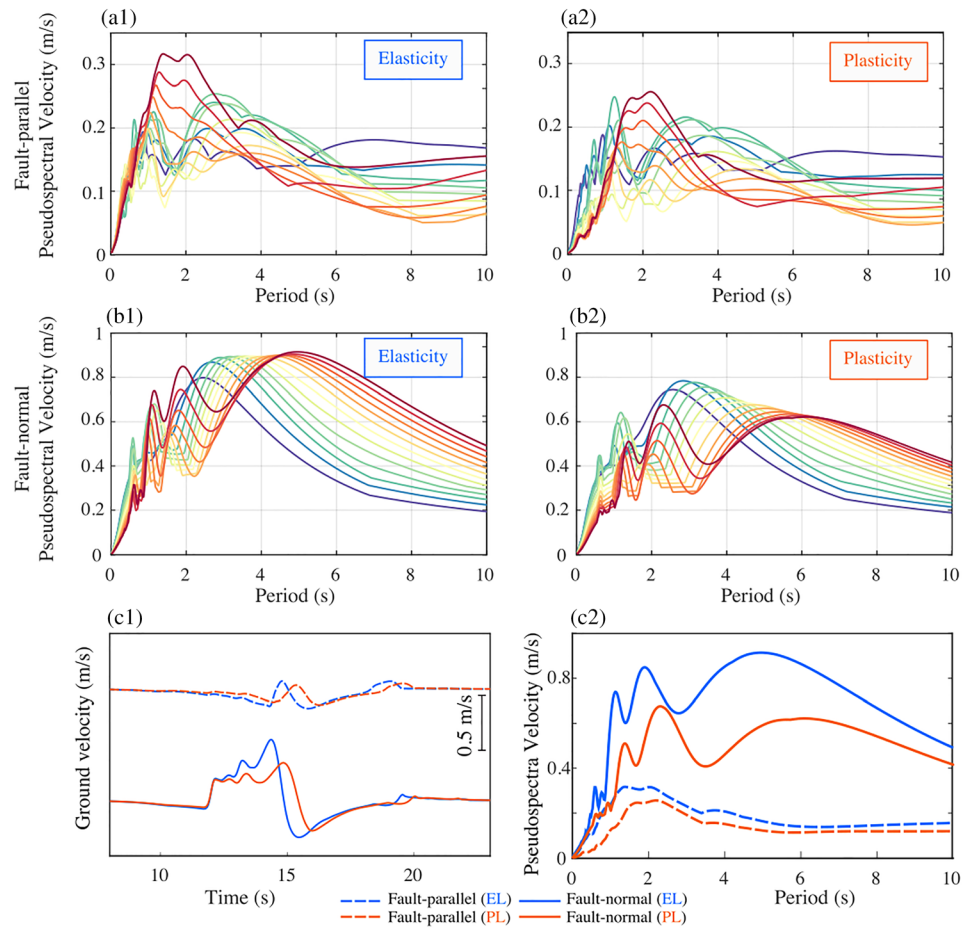 (a1)
(a2)
Fault-parallel
Pseudospectral Velocity (m/s)
0.3
0.2
0.1
0
Elasticity
0 2 4 6 8 10
Period (s)
0.3
0.2
0.1
0
Plasticity
0 2 4 6 8 10
Period (s)
(b1)
(b2)
Fault-normal
Pseudospectral Velocity (m/s)
1
0.8
0.6
0.4
0.2
0
Elasticity
0 2 4 6 8 10
Period (s)
1
0.8
0.6
0.4
0.2
0
Plasticity
0 2 4 6 8 10
Period (s)
(c1)
(c2)
Ground velocity (m/s)
0.5 m/s
10 15 20
Time (s)
Pseudospectra Velocity (m/s)
0.8
0.4
0
0 2 4 6 8 10
Period (s)
Fault-parallel (EL) Fault-normal (EL)
Fault-parallel (PL) Fault-normal (PL)